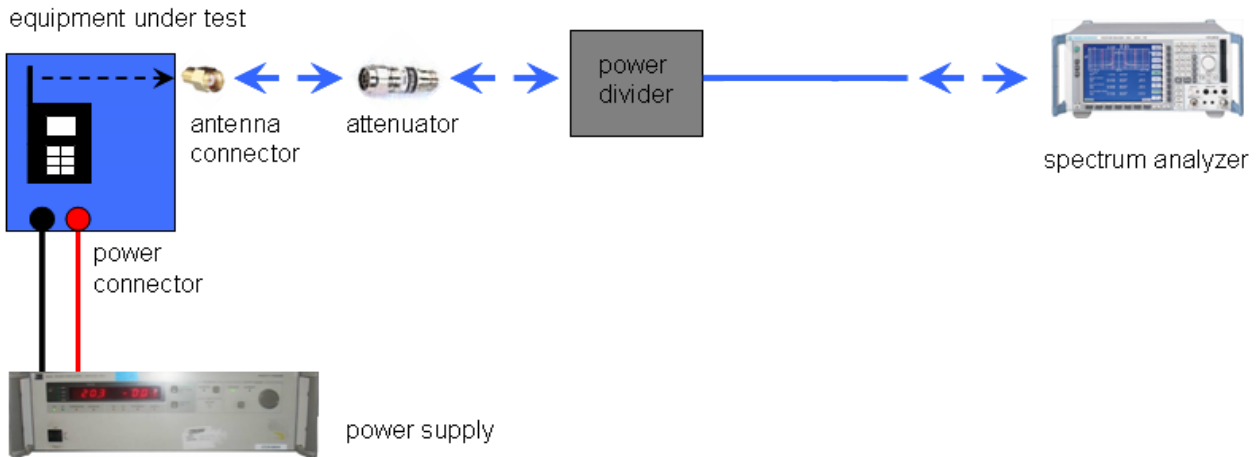 equipment under test
power
divider
antenna
connector
attenuator
spectrum analyzer
power
connector
power supply